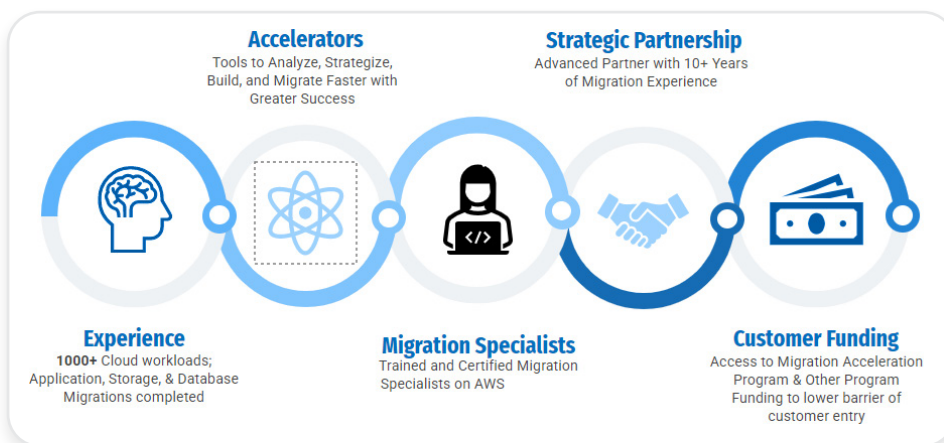 Accelerators
Tools to Analyze, Strategize,
Build, and Migrate Faster with
Greater Success
Strategic Partnership
Advanced Partner with 10+ Years
of Migration Experience
</>
Experience
1000+ Cloud workloads;
Application, Storage, & Database
Migrations completed
Migration Specialists
Trained and Certified Migration
Specialists on AWS
Customer Funding
Access to Migration Acceleration
Program & Other Program
Funding to lower barrier of
customer entry